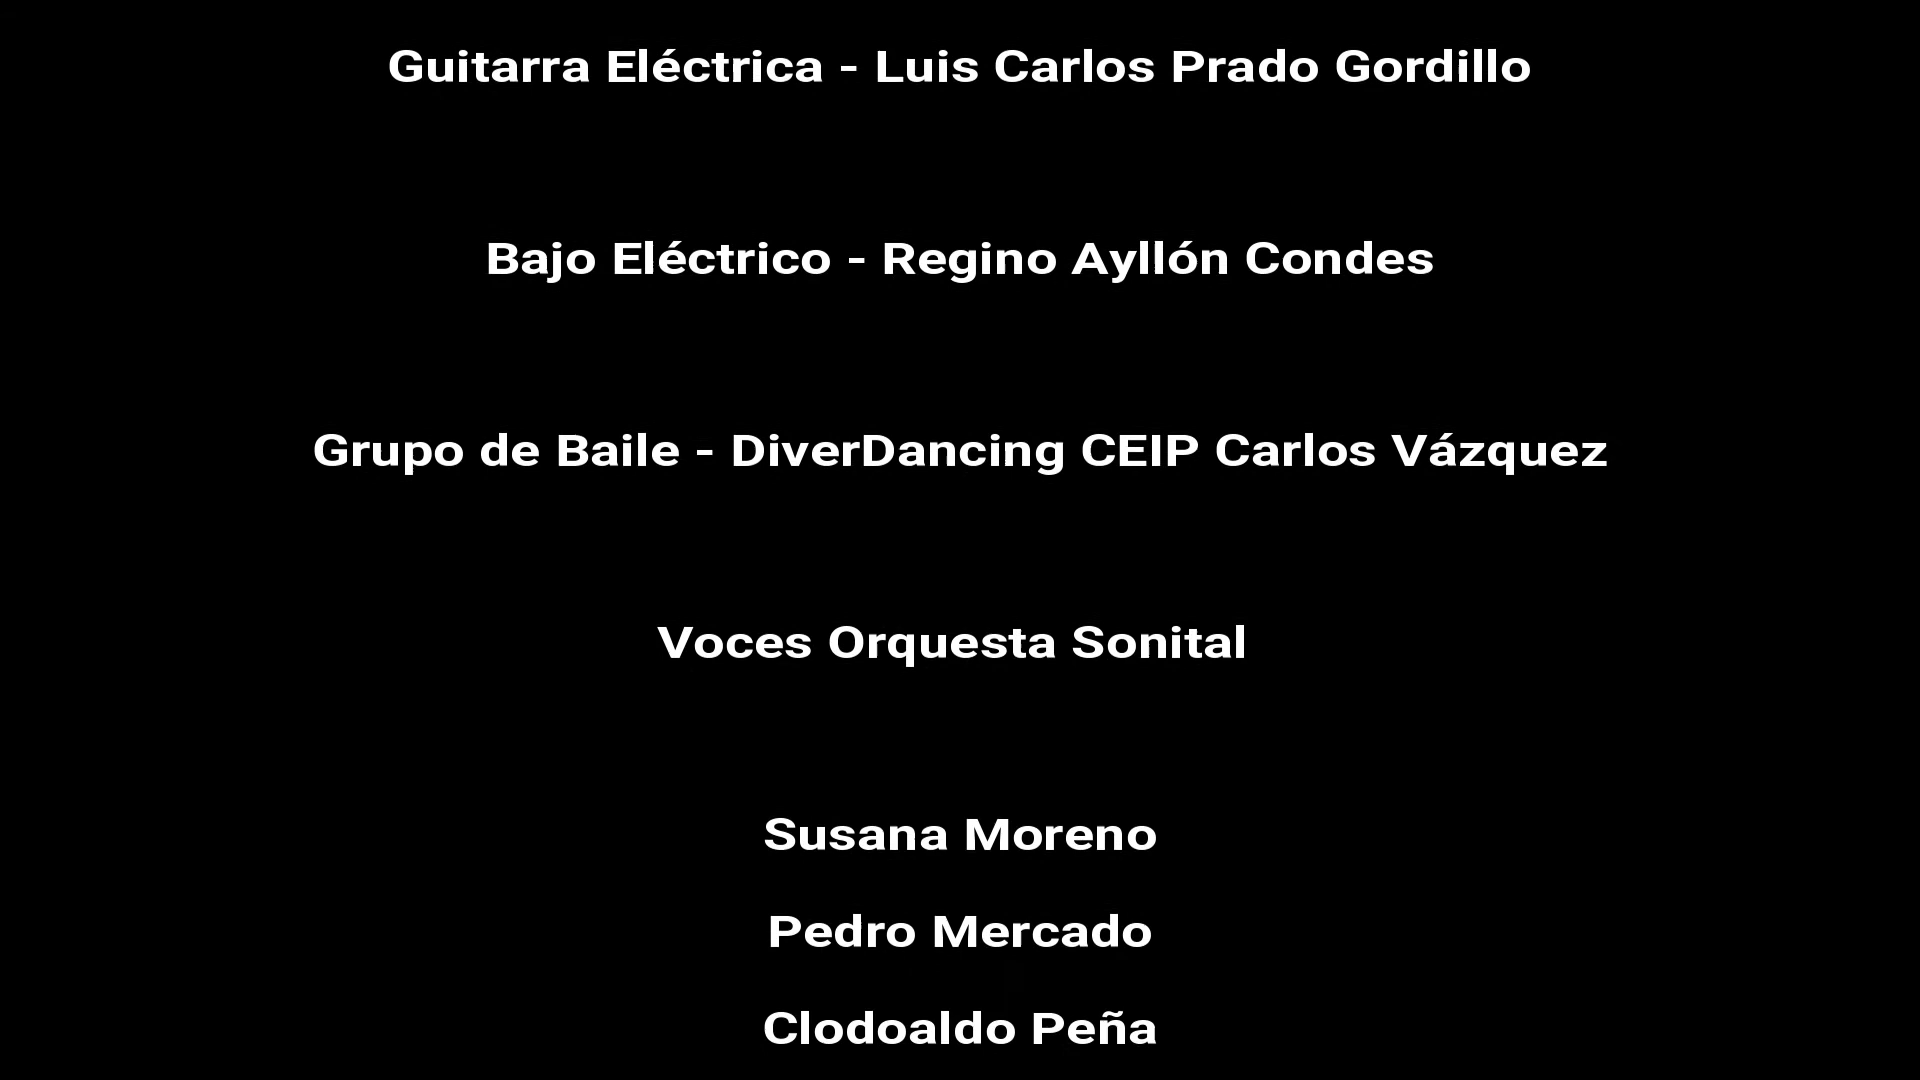 Guitarra Eléctrica - Luis Carlos Prado Gordillo
Bajo Eléctrico - Regino Ayllón Condes
Grupo de Baile - DiverDancing CEIP Carlos Vázquez
Voces Orquesta Sonital
Susana Moreno
Pedro Mercado
Clodoaldo Peña